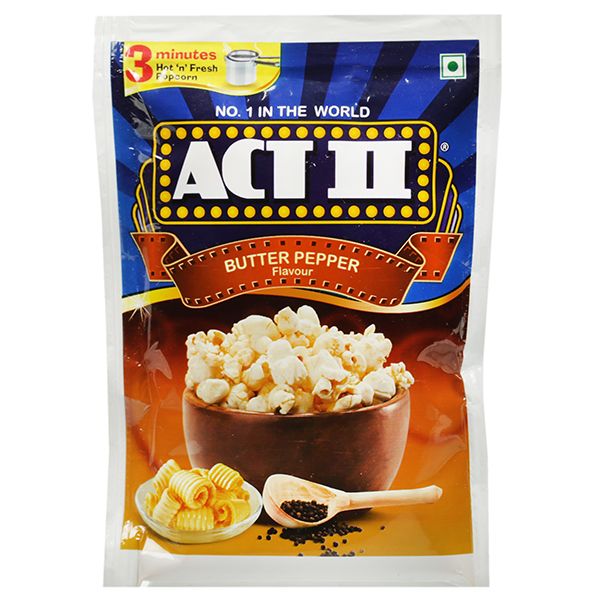 3 minutes
Hot 'n' Fresh
Popcorn
NO. 1 IN THE WORLD
ACT II ®
BUTTER PEPPER
Flavour